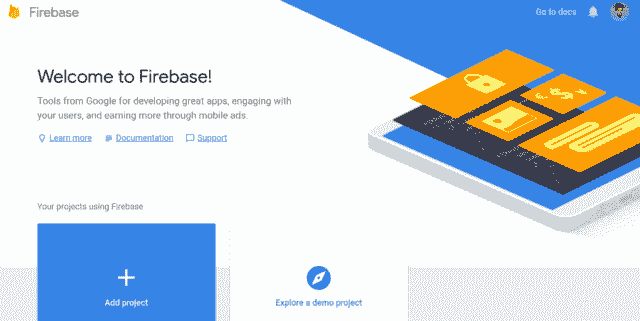 Firebase
Go to docs
Welcome to Firebase!
Tools from Google for developing great apps, engaging with
your users, and earning more through mobile ads.
Learn more Documentation Support
Your projects using Firebase
Add project
Explore a demo project